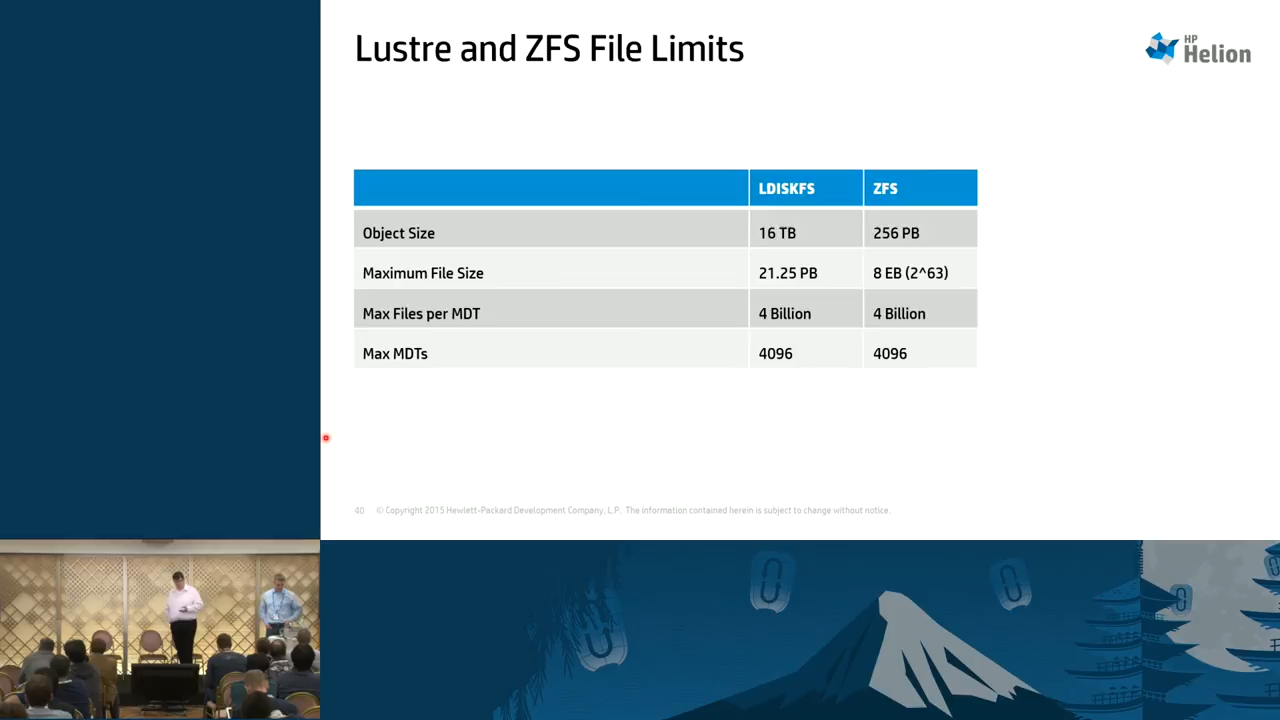 Lustre and ZFS File Limits
HP
Helion
LDISKFS ZFS
Object Size 16 TB 256 PB
Maximum File Size 21.25 PB 8 EB (2^63)
Max Files per MDT 4 Billion 4 Billion
Max MDTs 4096 4096
40 © Copyright 2015 Hewlett-Packard Development Company, L.P. The information contained herein is subject to change without notice.